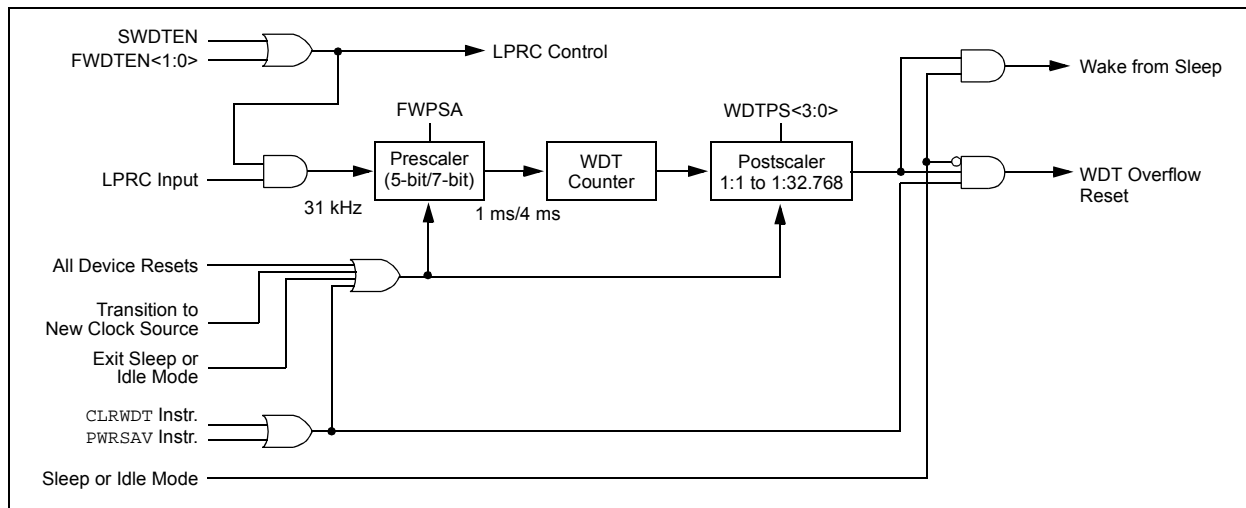 SWDTEN
FWDTEN<1:0>
LPRC Control
Wake from Sleep
FWPSA
WDTPS<3:0>
LPRC Input
Prescaler
(5-bit/7-bit)
WDT
Counter
Postscaler
1:1 to 1:32.768
WDT Overflow
Reset
31 kHz
1 ms/4 ms
All Device Resets
Transition to
New Clock Source
Exit Sleep or
Idle Mode
CLRWDT Instr.
PWRSAV Instr.
Sleep or Idle Mode